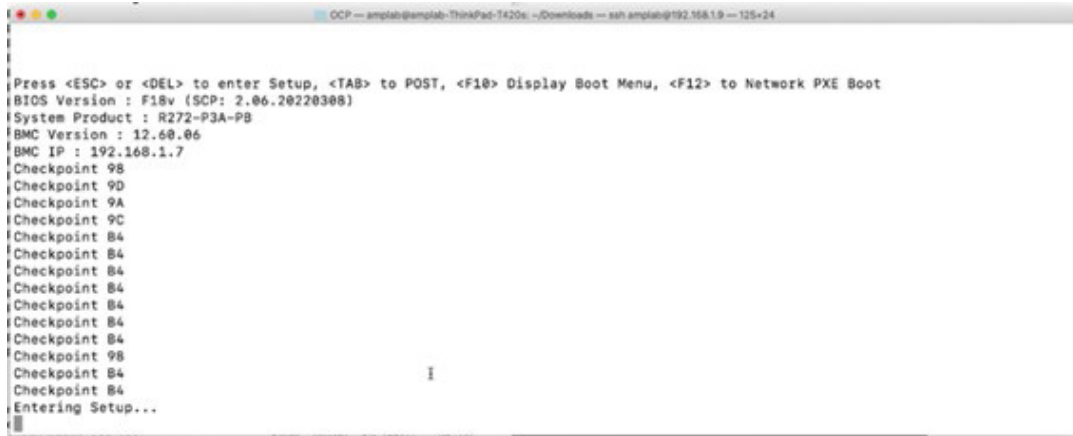 OCP — amplab@amplab-ThinkPad-T420s: ~/Downloads — ssh amplab@192.168.1.9 — 125×24
Press <ESC> or <DEL> to enter Setup, <TAB> to POST, <F10> Display Boot Menu, <F12> to Network PXE Boot
BIOS Version : F18v (SCP: 2.06.20220308)
System Product : R272-P3A-PB
BMC Version : 12.60.06
BMC IP : 192.168.1.7
Checkpoint 98
Checkpoint 9D
Checkpoint 9A
Checkpoint 9C
Checkpoint B4
Checkpoint B4
Checkpoint B4
Checkpoint B4
Checkpoint B4
Checkpoint B4
Checkpoint B4
Checkpoint 98
Checkpoint B4
Checkpoint B4
Entering Setup...